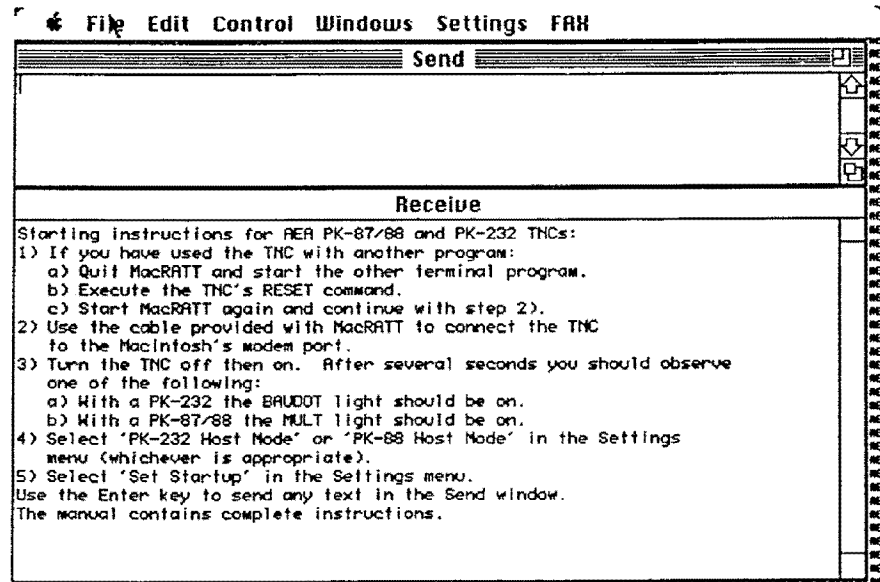 File Edit Control Windows Settings FAX
Send
Receive
Starting instructions for AEA PK-87/88 and PK-232 TNCs:
1) If you have used the TNC with another program:
a) Quit MacRATT and start the other terminal program.
b) Execute the TNC's RESET command.
c) Start MacRATT again and continue with step 2).
2) Use the cable provided with MacRATT to connect the TNC
to the Macintosh's modem port.
3) Turn the TNC off then on. After several seconds you should observe
one of the following:
a) With a PK-232 the BAUDOT light should be on.
b) With a PK-87/88 the MULT light should be on.
4) Select 'PK-232 Host Mode' or 'PK-88 Host Mode' in the Settings
menu (whichever is appropriate).
5) Select 'Set Startup' in the Settings menu.
Use the Enter key to send any text in the Send window.
The manual contains complete instructions.